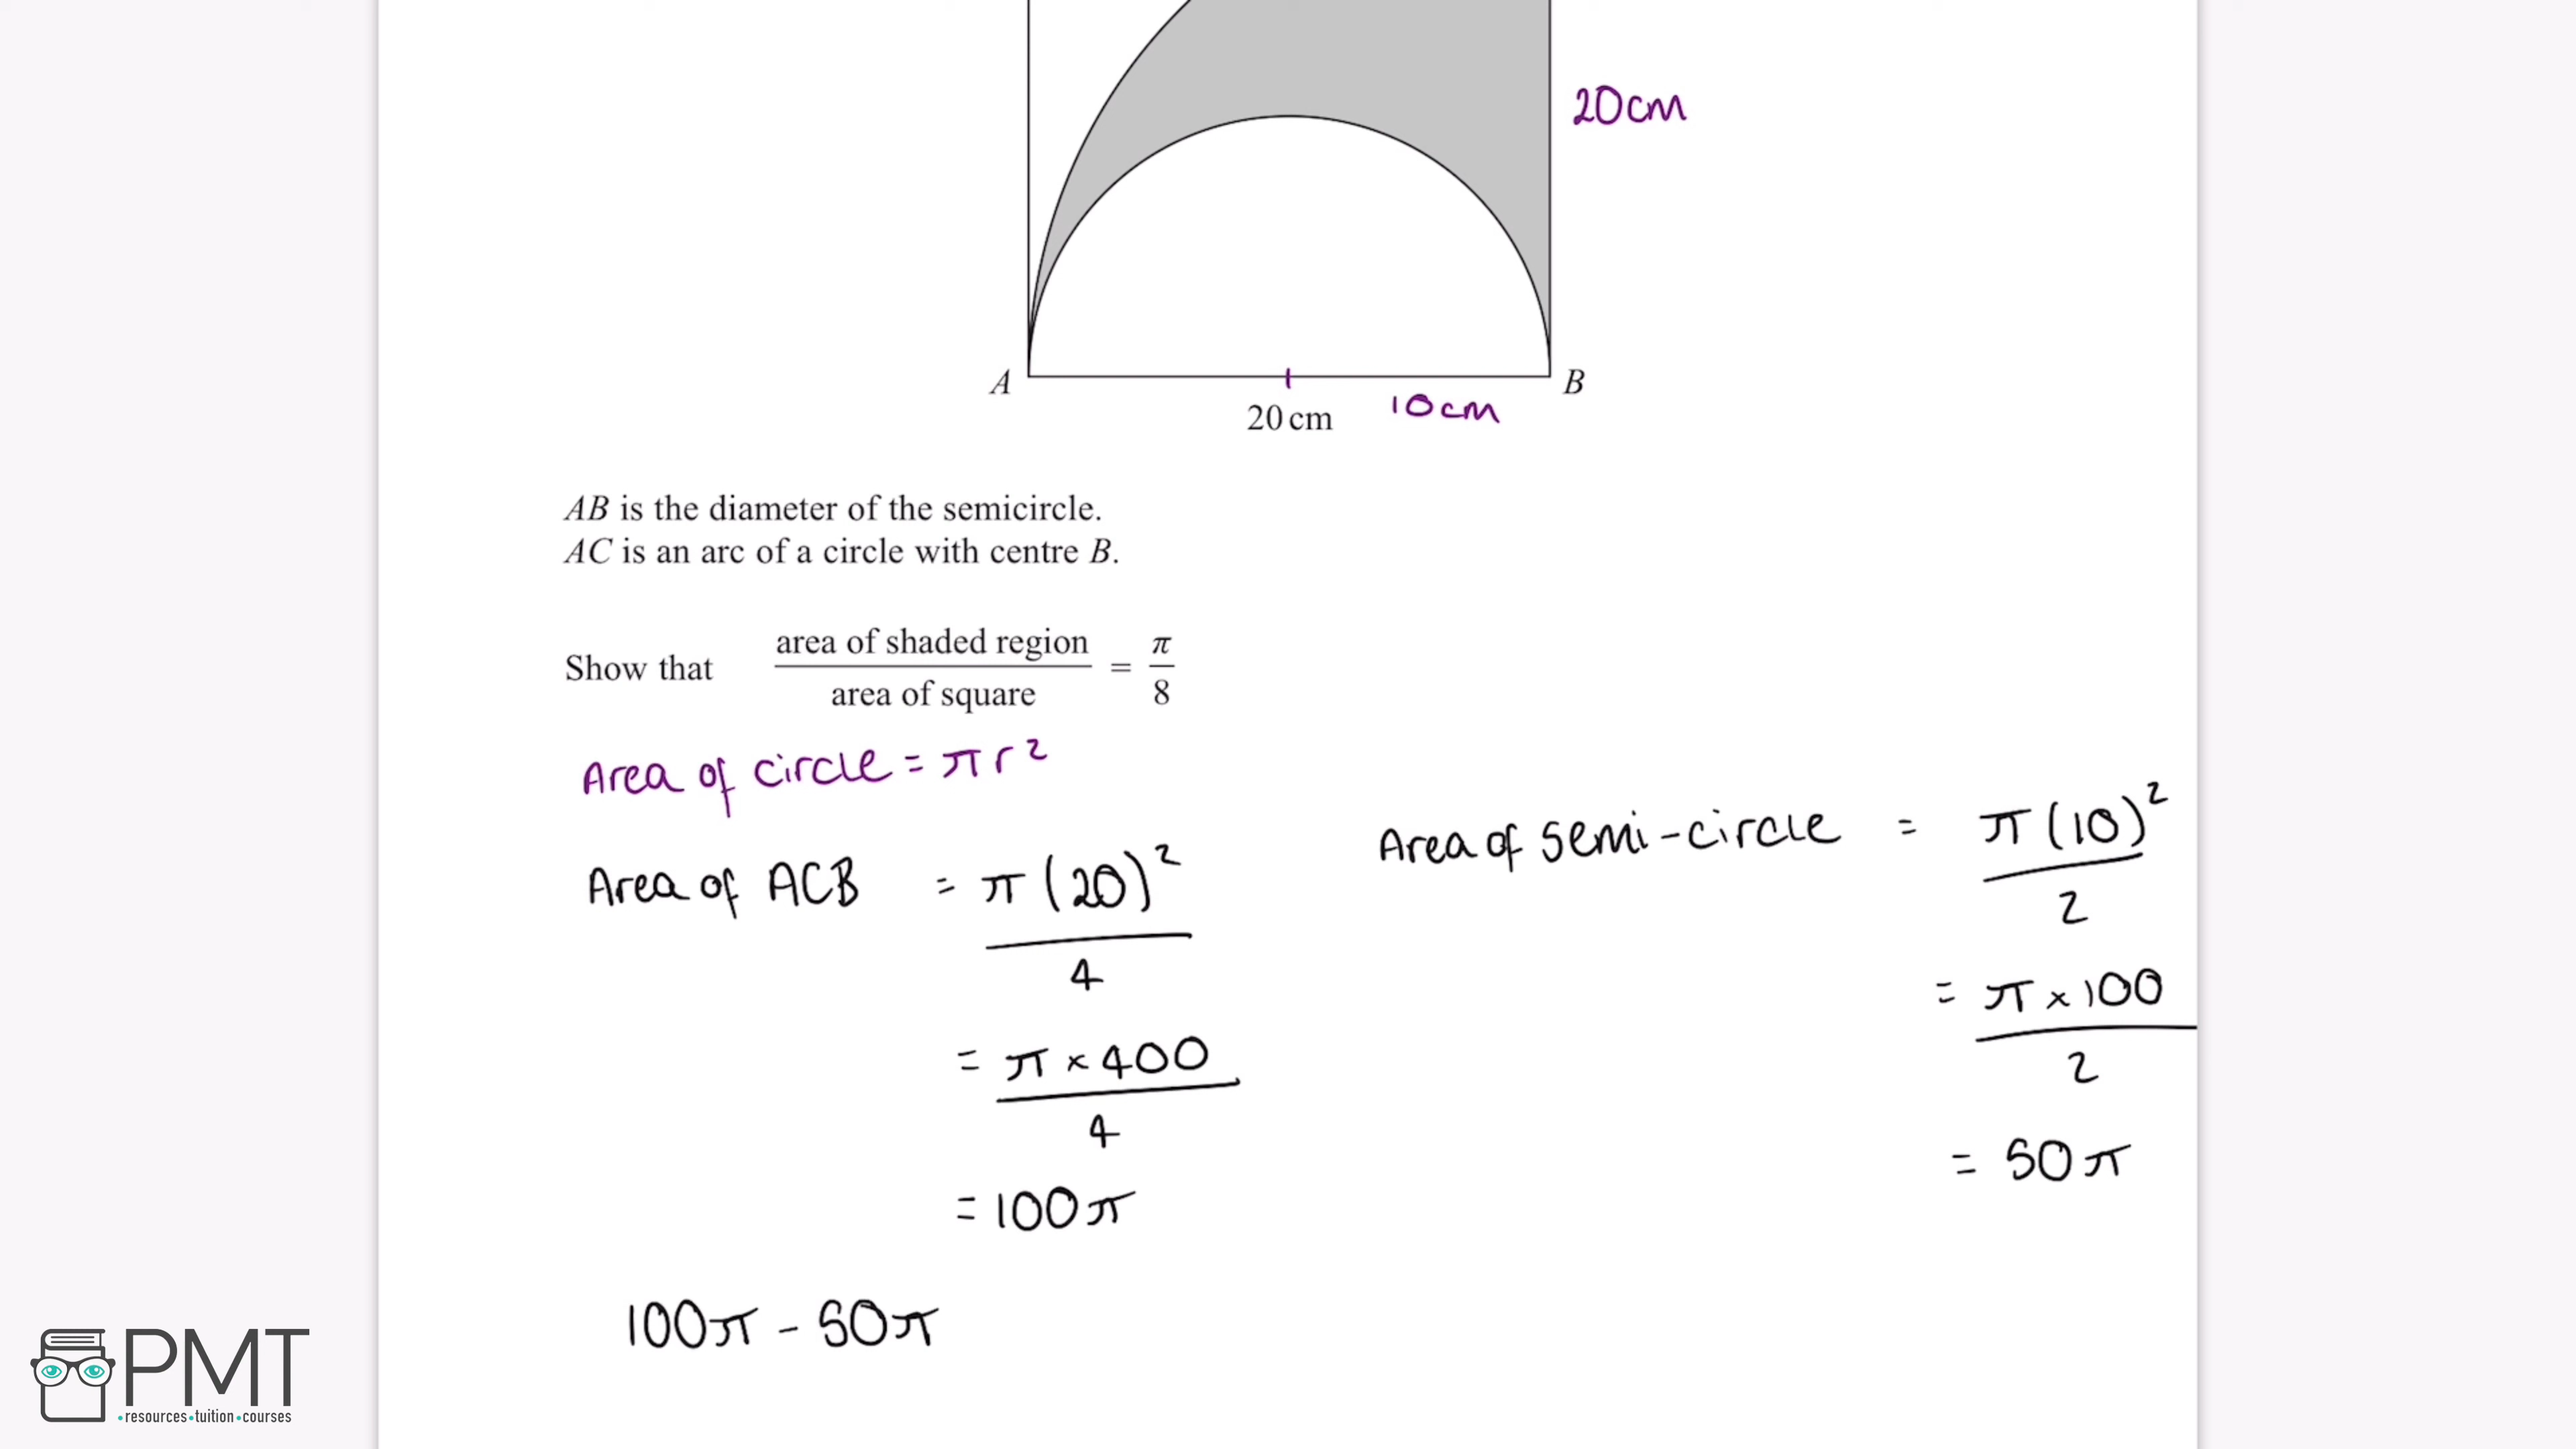 20cm
A
B
20 cm
10cm
AB is the diameter of the semicircle.
AC is an arc of a circle with centre B.
Show that area of shaded region / area of square = π / 8
Area of circle = πr²
Area of ACB = π(20)² / 4
= π × 400 / 4
= 100π
Area of semi-circle = π(10)² / 2
= π × 100 / 2
= 50π
100π - 50π
PMT
•resources•tuition•courses